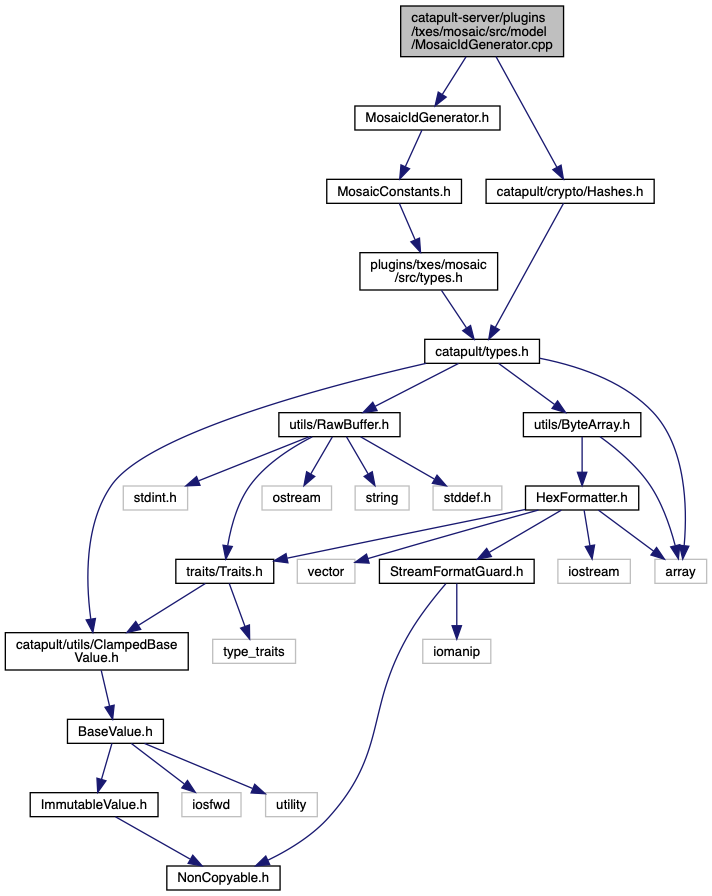 catapult-server/plugins
/txes/mosaic/src/model
/MosaicIdGenerator.cpp
MosaicIdGenerator.h
MosaicConstants.h
catapult/crypto/Hashes.h
plugins/txes/mosaic
/src/types.h
catapult/types.h
utils/RawBuffer.h
utils/ByteArray.h
stdint.h
ostream
string
stddef.h
HexFormatter.h
traits/Traits.h
vector
StreamFormatGuard.h
iostream
array
catapult/utils/ClampedBase
Value.h
type_traits
iomanip
BaseValue.h
ImmutableValue.h
iosfwd
utility
NonCopyable.h